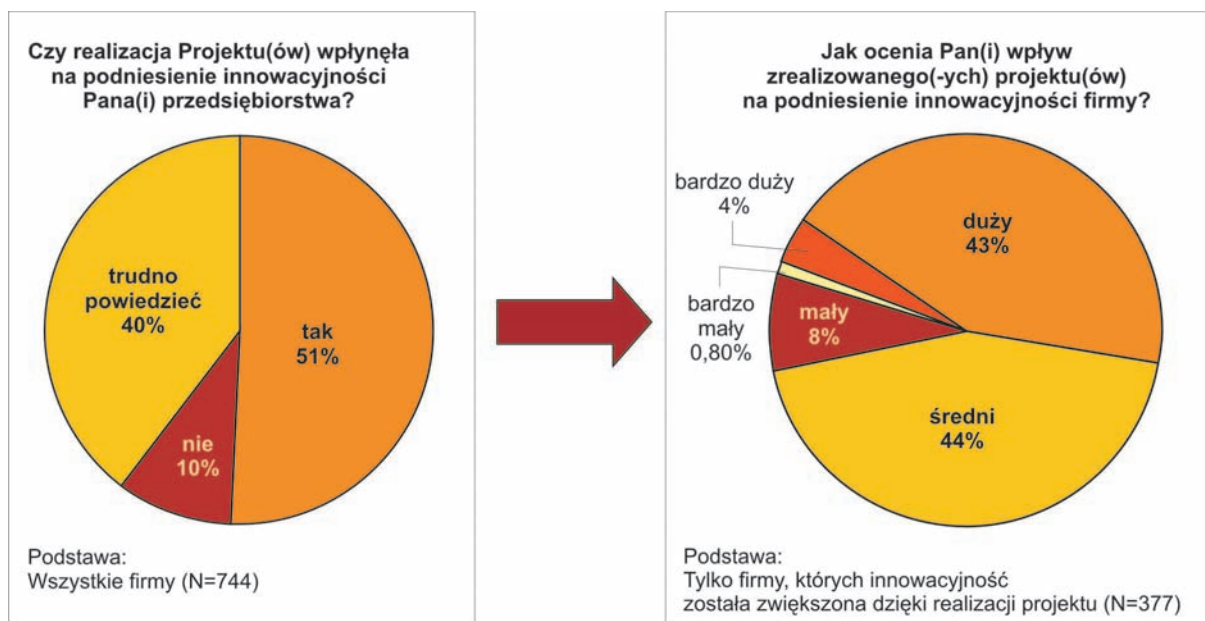 Czy realizacja Projektu(ów) wpłynęła
na podniesienie innowacyjności
Pana(i) przedsiębiorstwa?
trudno
powiedzieć
40%
tak
51%
nie
10%
Podstawa:
Wszystkie firmy (N=744)
Jak ocenia Pan(i) wpływ
zrealizowanego(-ych) projektu(ów)
na podniesienie innowacyjności firmy?
bardzo duży
4%
duży
43%
bardzo
mały
0,80%
mały
8%
średni
44%
Podstawa:
Tylko firmy, których innowacyjność
została zwiększona dzięki realizacji projektu (N=377)